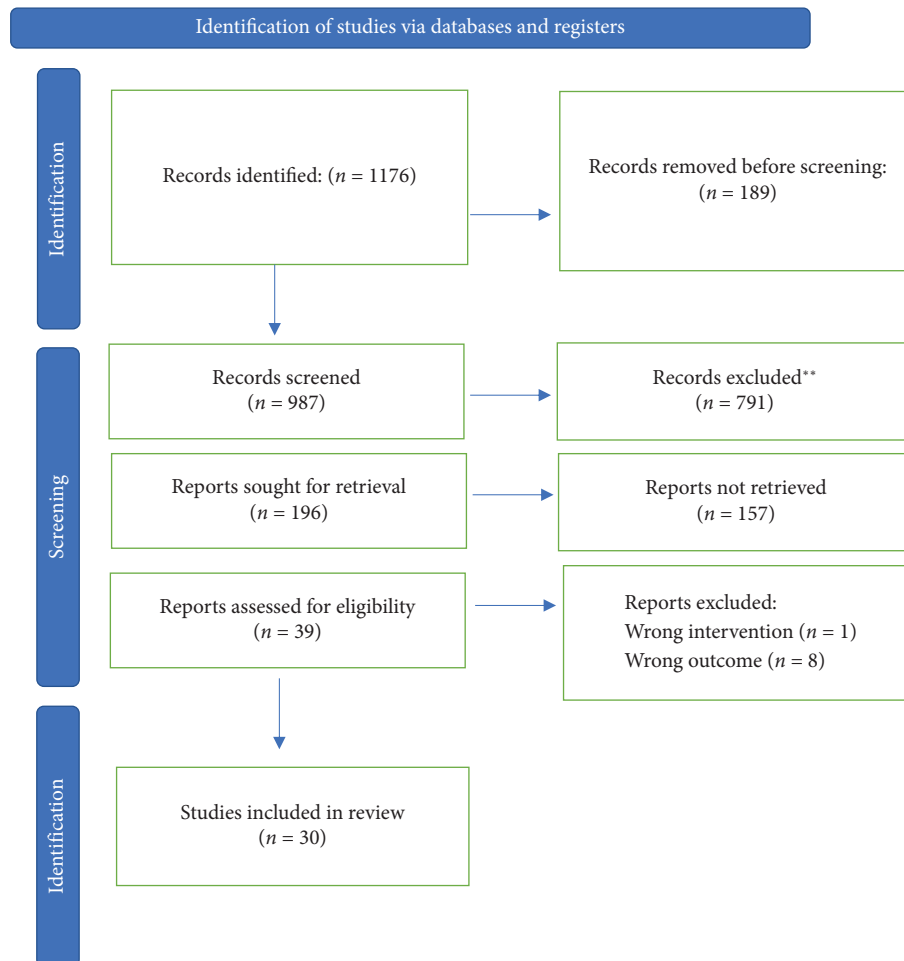 Identification of studies via databases and registers
Identification
Records identified: (n = 1176)
Records removed before screening:
(n = 189)
Screening
Records screened
(n = 987)
Records excluded**
(n = 791)
Reports sought for retrieval
(n = 196)
Reports not retrieved
(n = 157)
Reports assessed for eligibility
(n = 39)
Reports excluded:
Wrong intervention (n = 1)
Wrong outcome (n = 8)
Identification
Studies included in review
(n = 30)